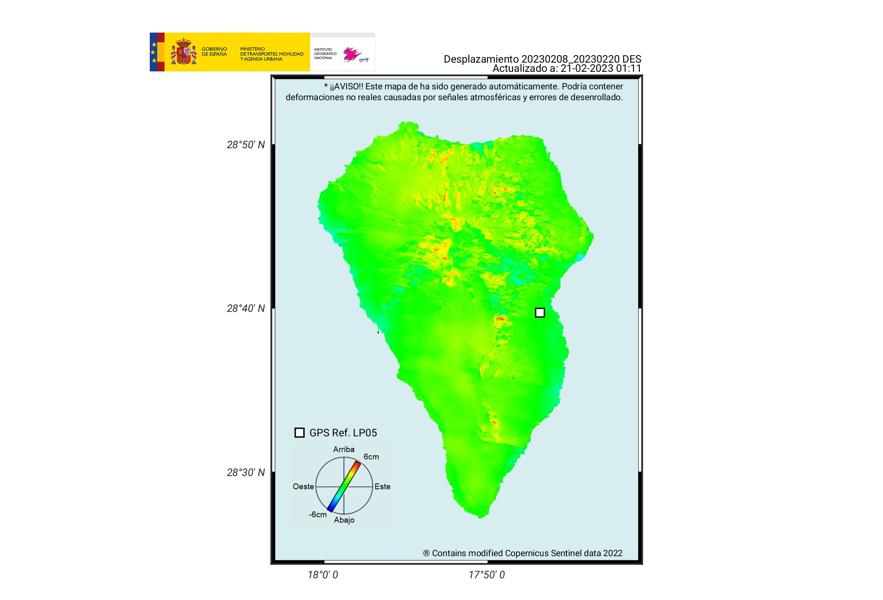 GOBIERNO
DE ESPAÑA
MINISTERIO
DE TRANSPORTES, MOVILIDAD
Y AGENDA URBANA
INSTITUTO
GEOGRÁFICO
NACIONAL
Desplazamiento 20230208_20230220 DES
Actualizado a: 21-02-2023 01:11
* ¡¡AVISO!! Este mapa de ha sido generado automáticamente. Podría contener
deformaciones no reales causadas por señales atmosféricas y errores de desenrollado.
28°50' N
28°40' N
28°30' N
GPS Ref. LP05
Arriba
6cm
Oeste
Este
-6cm
Abajo
® Contains modified Copernicus Sentinel data 2022
18°0' 0
17°50' 0